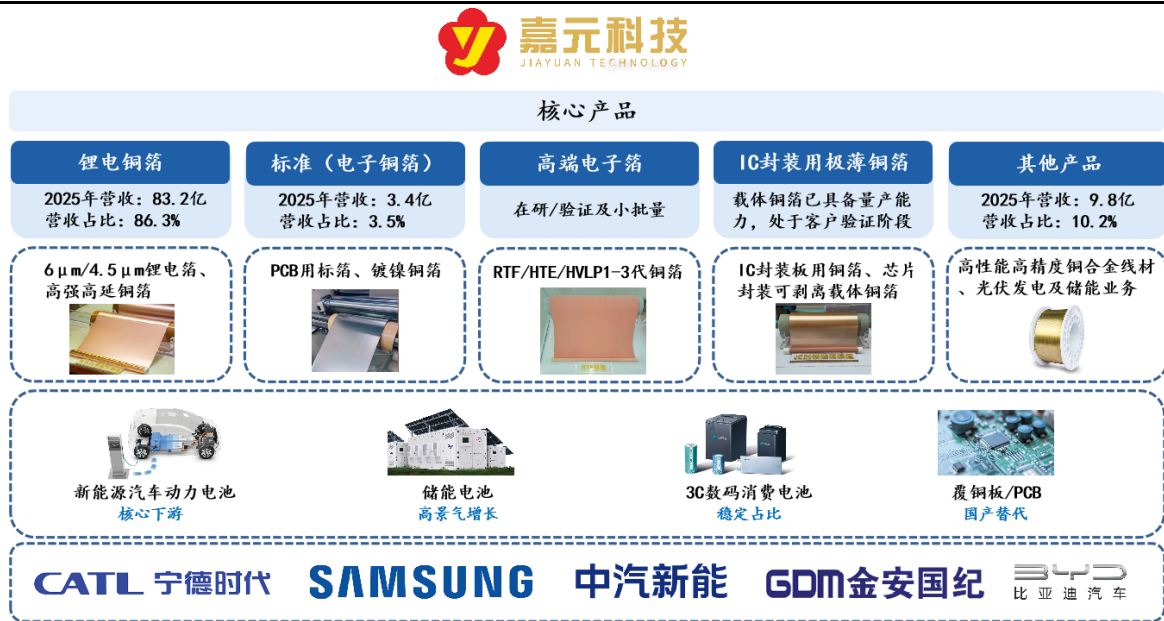 嘉元科技
JIAYUAN TECHNOLOGY
核心产品
锂电铜箔
2025年营收：83.2亿
营收占比：86.3%
标准（电子铜箔）
2025年营收：3.4亿
营收占比：3.5%
高端电子箔
在研/验证及小批量
IC封装用极薄铜箔
载体铜箔已具备量产能
力，处于客户验证阶段
其他产品
2025年营收：9.8亿
营收占比：10.2%
6μm/4.5μm锂电箔、
高强高延铜箔
PCB用标箔、镀镍铜箔
RTF/HTE/HVLP1-3代铜箔
IC封装板用铜箔、芯片
封装可剥离载体铜箔
高性能高精度铜合金线材
、光伏发电及储能业务
新能源汽车动力电池
核心下游
储能电池
高景气增长
3C数码消费电池
稳定占比
覆铜板/PCB
国产替代
CATL 宁德时代
SAMSUNG
中汽新能
GDM金安国纪
BYD
比亚迪汽车